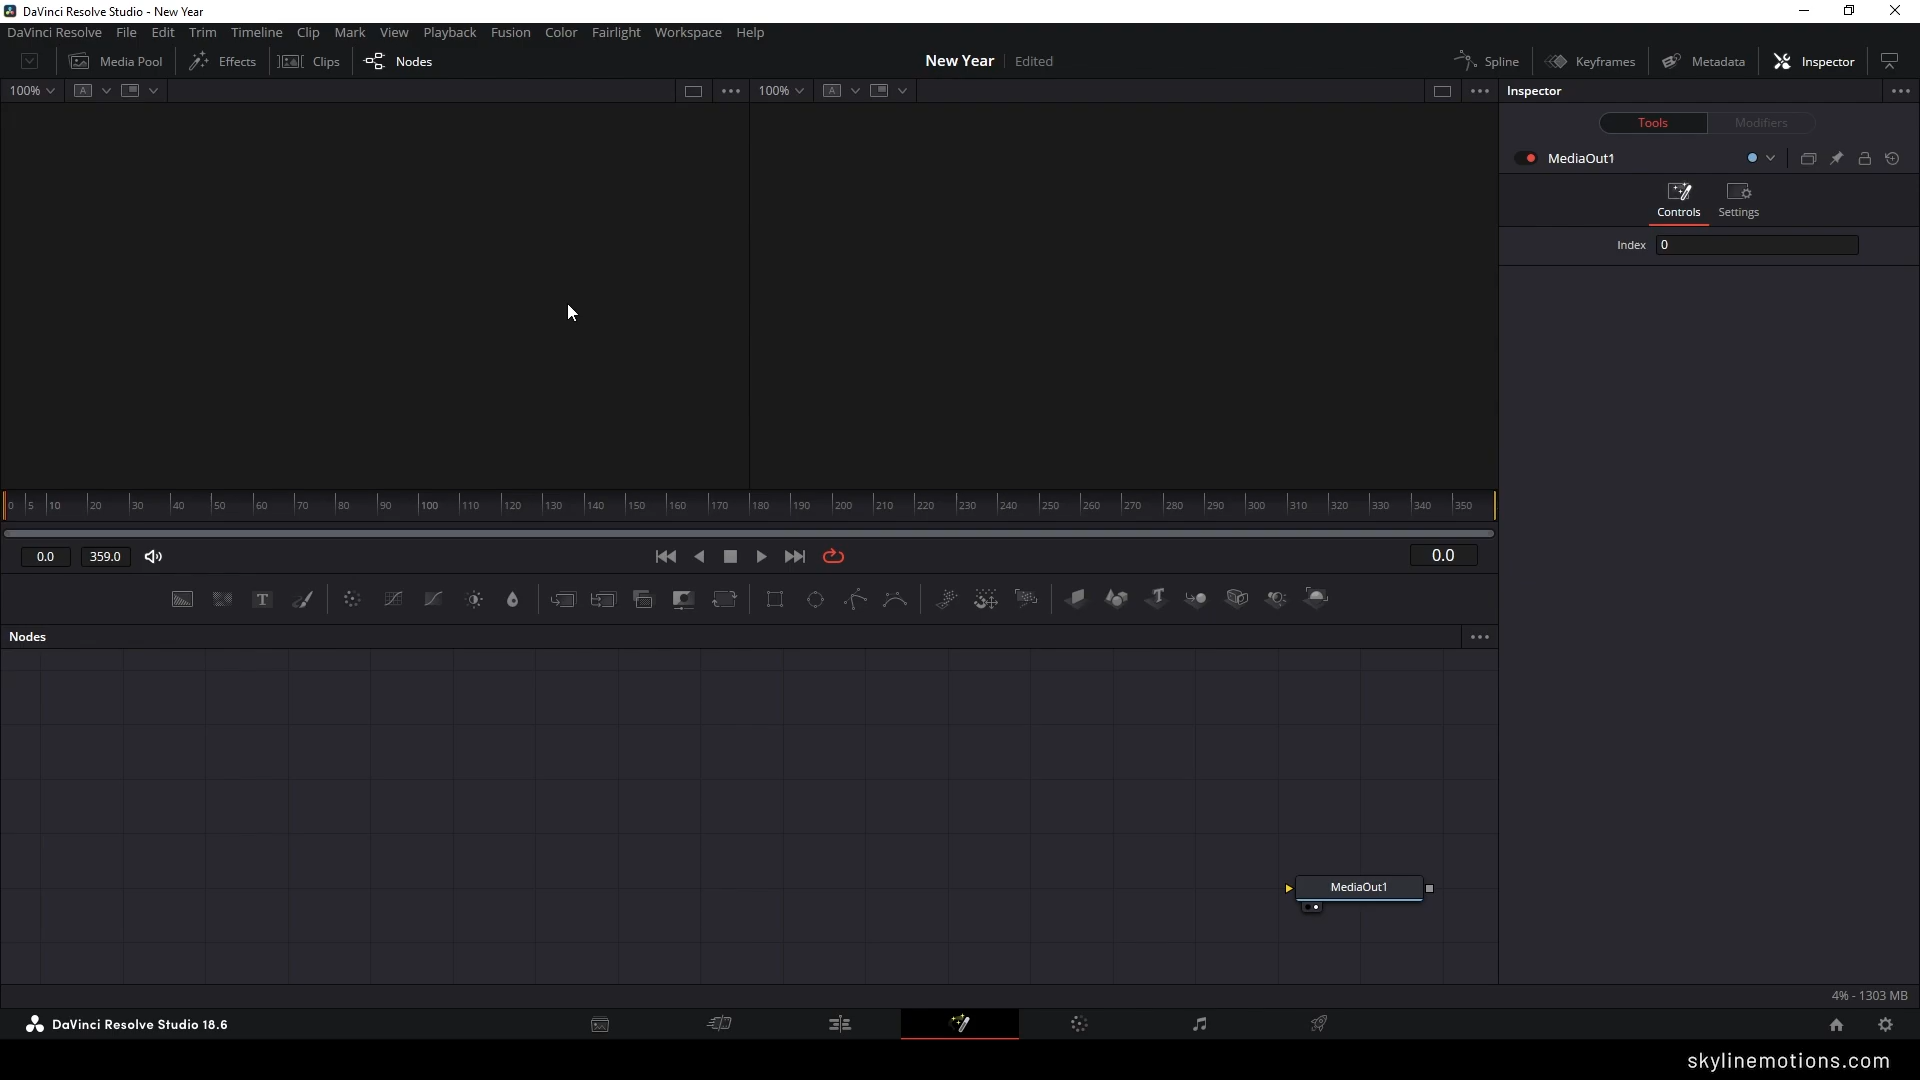 DaVinci Resolve Studio - New Year
DaVinci Resolve File Edit Trim Timeline Clip Mark View Playback Fusion Color Fairlight Workspace Help
Media Pool Effects Clips Nodes New Year Edited Spline Keyframes Metadata Inspector
100% A 100% A Inspector
Tools Modifiers
MediaOut1
Controls Settings
Index 0
0 5 10 20 30 40 50 60 70 80 90 100 110 120 130 140 150 160 170 180 190 200 210 220 230 240 250 260 270 280 290 300 310 320 330 340 350
0.0 359.0 0.0
T T
Nodes
MediaOut1
4% - 1303 MB
DaVinci Resolve Studio 18.6
skylinemotions.com